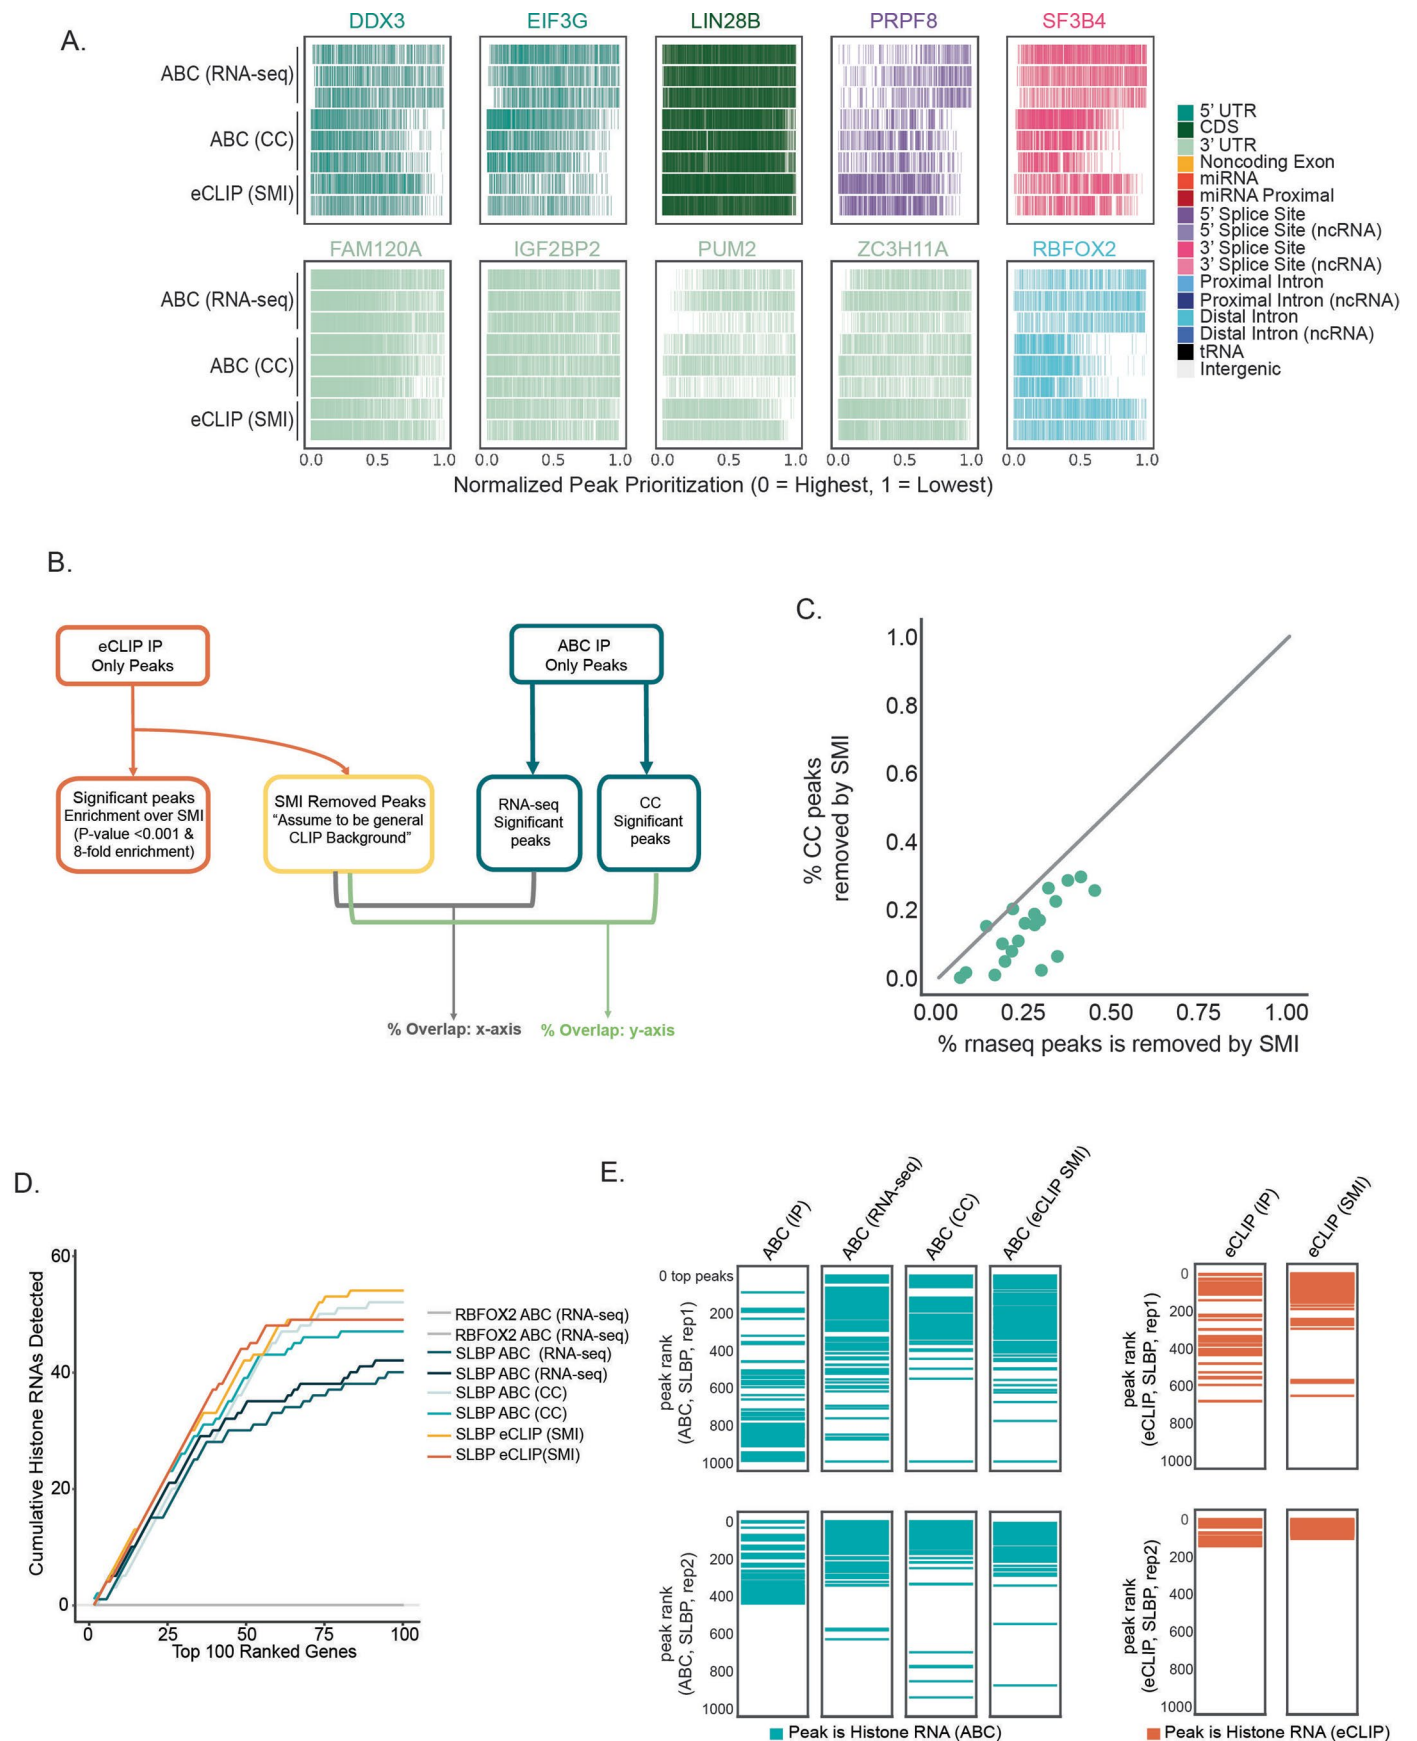 A.
DDX3
EIF3G
LIN28B
PRPF8
SF3B4
ABC (RNA-seq)
ABC (CC)
eCLIP (SMI)
FAM120A
IGF2BP2
PUM2
ZC3H11A
RBFOX2
ABC (RNA-seq)
ABC (CC)
eCLIP (SMI)
0.0 0.5 1.0 0.0 0.5 1.0 0.0 0.5 1.0 0.0 0.5 1.0 0.0 0.5 1.0
Normalized Peak Prioritization (0 = Highest, 1 = Lowest)
5’ UTR
CDS
3’ UTR
Noncoding Exon
miRNA
miRNA Proximal
5’ Splice Site
5’ Splice Site (ncRNA)
3’ Splice Site
3’ Splice Site (ncRNA)
Proximal Intron
Proximal Intron (ncRNA)
Distal Intron
Distal Intron (ncRNA)
tRNA
Intergenic
B.
eCLIP IP
Only Peaks
ABC IP
Only Peaks
Significant peaks
Enrichment over SMI
(P-value <0.001 &
8-fold enrichment)
SMI Removed Peaks
“Assume to be general
CLIP Background”
RNA-seq
Significant
peaks
CC
Significant
peaks
% Overlap: x-axis
% Overlap: y-axis
C.
% CC peaks
removed by SMI
1.0
0.8
0.6
0.4
0.2
0.0
0.00 0.25 0.50 0.75 1.00
% rnaseq peaks is removed by SMI
D.
Cumulative Histone RNAs Detected
60
40
20
0
0 25 50 75 100
Top 100 Ranked Genes
RBFOX2 ABC (RNA-seq)
RBFOX2 ABC (RNA-seq)
SLBP ABC (RNA-seq)
SLBP ABC (RNA-seq)
SLBP ABC (CC)
SLBP ABC (CC)
SLBP eCLIP (SMI)
SLBP eCLIP(SMI)
E.
ABC (IP)
ABC (RNA-seq)
ABC (CC)
ABC (eCLIP SMI)
eCLIP (IP)
eCLIP (SMI)
peak rank
(ABC, SLBP, rep1)
0 top peaks
200
400
600
800
1000
peak rank
(eCLIP, SLBP, rep1)
0
200
400
600
800
1000
peak rank
(ABC, SLBP, rep2)
0
200
400
600
800
1000
peak rank
(eCLIP, SLBP, rep2)
0
200
400
600
800
1000
Peak is Histone RNA (ABC)
Peak is Histone RNA (eCLIP)